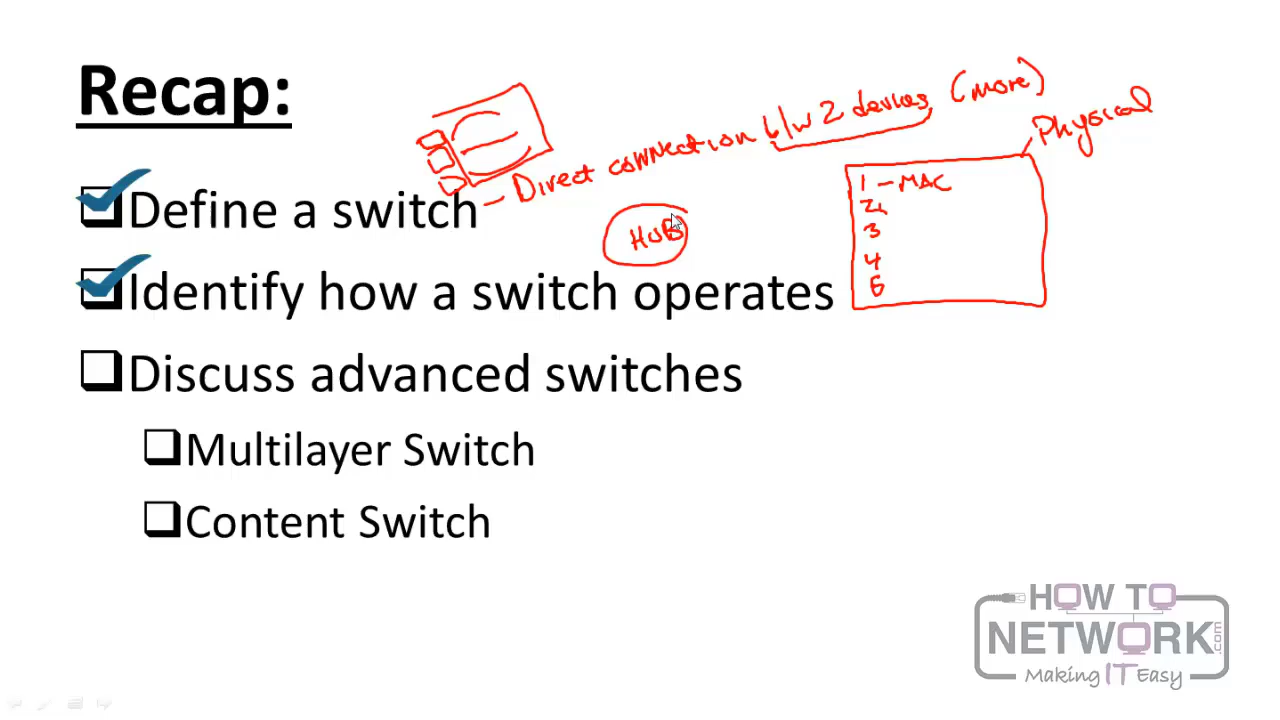 Recap:
- Direct connection b/w 2 devices (more)
Physical
1 - MAC
2
3
4
5
HUB
Define a switch
Identify how a switch operates
Discuss advanced switches
Multilayer Switch
Content Switch
HOW TO
NETWORK.com
Making IT Easy